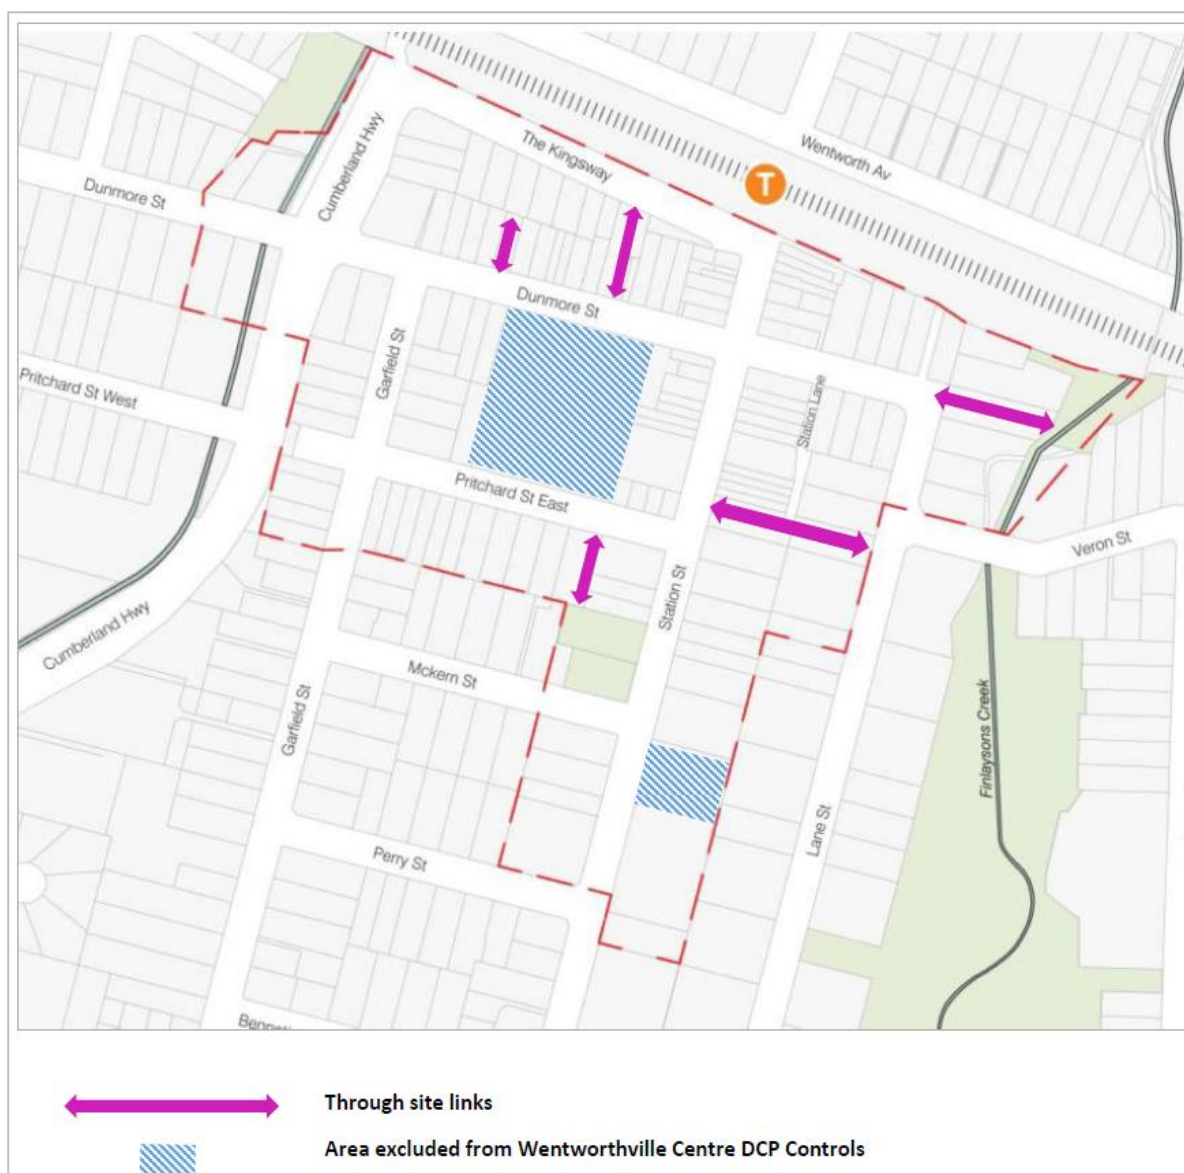 The Kingsway
Wentworth Av
T
Cumberland Hwy
Dunmore St
Dunmore St
Garfield St
Station Lane
Pritchard St West
Pritchard St East
Veron St
Station St
Cumberland Hwy
Mckern St
Garfield St
Finlaysons Creek
Lane St
Perry St
Through site links
Area excluded from Wentworthville Centre DCP Controls